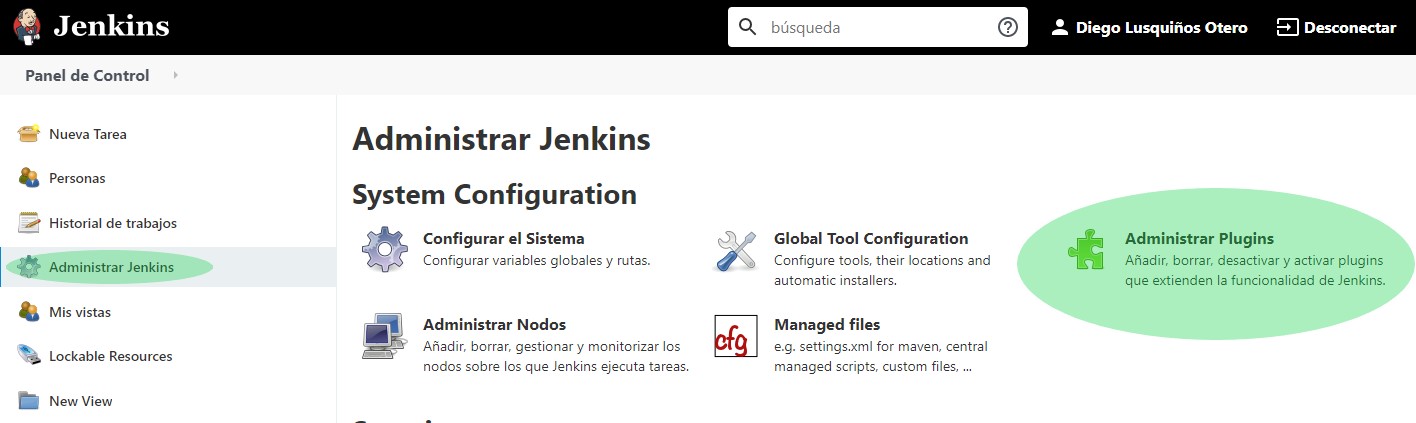 Jenkins
búsqueda
Diego Lusquiños Otero
Desconectar
Panel de Control
Nueva Tarea
Personas
Historial de trabajos
Administrar Jenkins
Mis vistas
Lockable Resources
New View
Administrar Jenkins
System Configuration
Configurar el Sistema
Configurar variables globales y rutas.
Global Tool Configuration
Configure tools, their locations and
automatic installers.
Administrar Plugins
Añadir, borrar, desactivar y activar plugins
que extienden la funcionalidad de Jenkins.
Administrar Nodos
Añadir, borrar, gestionar y monitorizar los
nodos sobre los que Jenkins ejecuta tareas.
cfg
Managed files
e.g. settings.xml for maven, central
managed scripts, custom files, ...